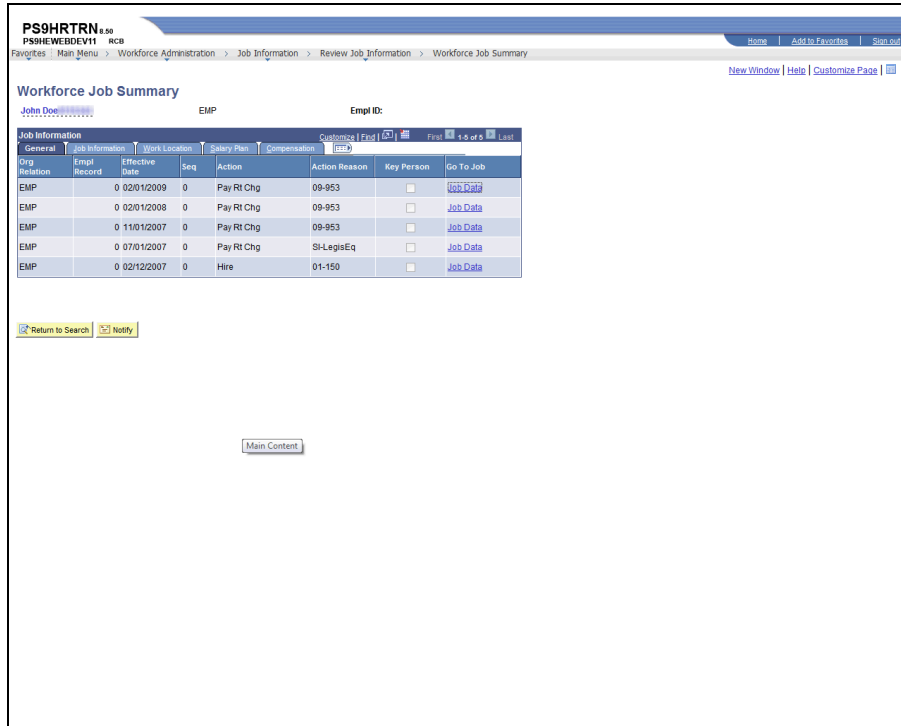 PS9HRTRN 8.50
PS9HEWEBDEV11 RCB
Home | Add to Favorites | Sign out
Favorites | Main Menu > Workforce Administration > Job Information > Review Job Information > Workforce Job Summary
New Window | Help | Customize Page |
Workforce Job Summary
John Doe EMP Empl ID:
Job Information Customize | Find | | First 1-5 of 5 Last
General Job Information Work Location Salary Plan Compensation
Org Relation Empl Record Effective Date Seq Action Action Reason Key Person Go To Job
EMP 0 02/01/2009 0 Pay Rt Chg 09-953 Job Data
EMP 0 02/01/2008 0 Pay Rt Chg 09-953 Job Data
EMP 0 11/01/2007 0 Pay Rt Chg 09-953 Job Data
EMP 0 07/01/2007 0 Pay Rt Chg SI-LegisEq Job Data
EMP 0 02/12/2007 0 Hire 01-150 Job Data
Return to Search Notify
Main Content